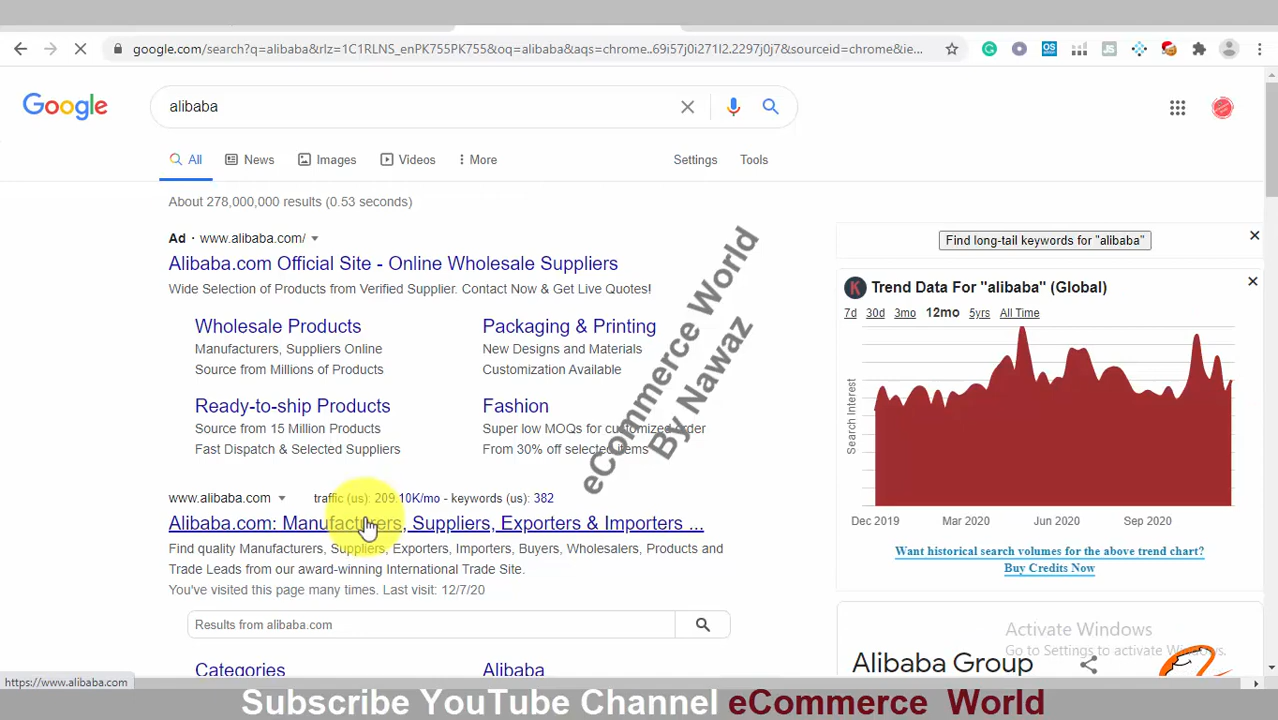 google.com/search?q=alibaba&rlz=1C1RLNS_enPK755PK755&oq=alibaba&aqs=chrome..69i57j0i271l2.2297j0j7&sourceid=chrome&ie...
Google
alibaba
All
News
Images
Videos
More
Settings
Tools
About 278,000,000 results (0.53 seconds)
Ad · www.alibaba.com/
Alibaba.com Official Site - Online Wholesale Suppliers
Wide Selection of Products from Verified Supplier. Contact Now & Get Live Quotes!
Wholesale Products
Manufacturers, Suppliers Online
Source from Millions of Products
Packaging & Printing
New Designs and Materials
Customization Available
Ready-to-ship Products
Source from 15 Million Products
Fast Dispatch & Selected Suppliers
Fashion
Super low MOQs for customized order
From 30% off selected items
www.alibaba.com
traffic (us): 209.10K/mo - keywords (us): 382
Alibaba.com: Manufacturers, Suppliers, Exporters & Importers ...
Find quality Manufacturers, Suppliers, Exporters, Importers, Buyers, Wholesalers, Products and
Trade Leads from our award-winning International Trade Site.
You've visited this page many times. Last visit: 12/7/20
Results from alibaba.com
Categories
Alibaba
eCommerce World
By Nawaz
Find long-tail keywords for "alibaba"
K
Trend Data For "alibaba" (Global)
7d 30d 3mo 12mo 5yrs All Time
Search Interest
Dec 2019 Mar 2020 Jun 2020 Sep 2020
Want historical search volumes for the above trend chart?
Buy Credits Now
Activate Windows
Go to Settings to activate Windows.
Alibaba Group
OS
JS
https://www.alibaba.com
Subscribe YouTube Channel eCommerce World